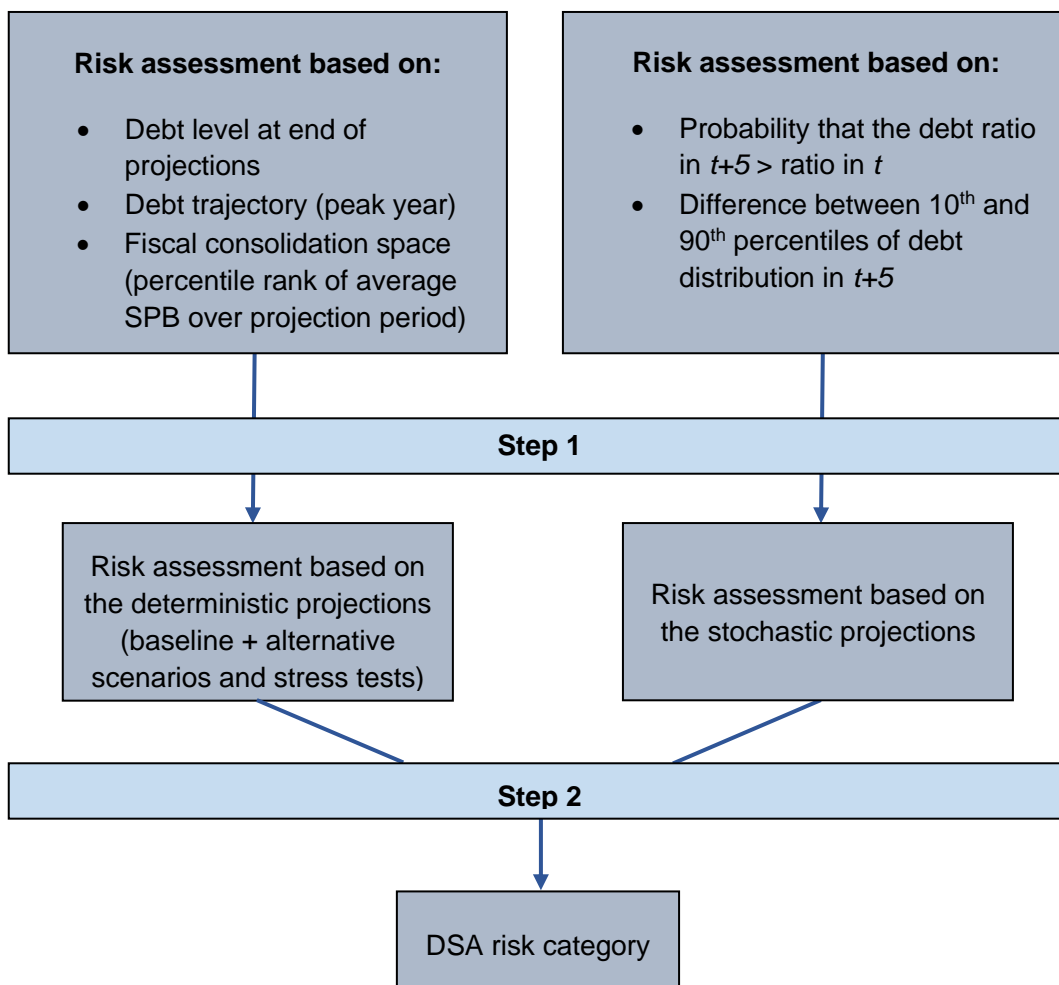 Risk assessment based on:
• Debt level at end of
projections
• Debt trajectory (peak year)
• Fiscal consolidation space
(percentile rank of average
SPB over projection period)
Risk assessment based on:
• Probability that the debt ratio
in t+5 > ratio in t
• Difference between 10th and
90th percentiles of debt
distribution in t+5
Step 1
Risk assessment based on
the deterministic projections
(baseline + alternative
scenarios and stress tests)
Risk assessment based on
the stochastic projections
Step 2
DSA risk category